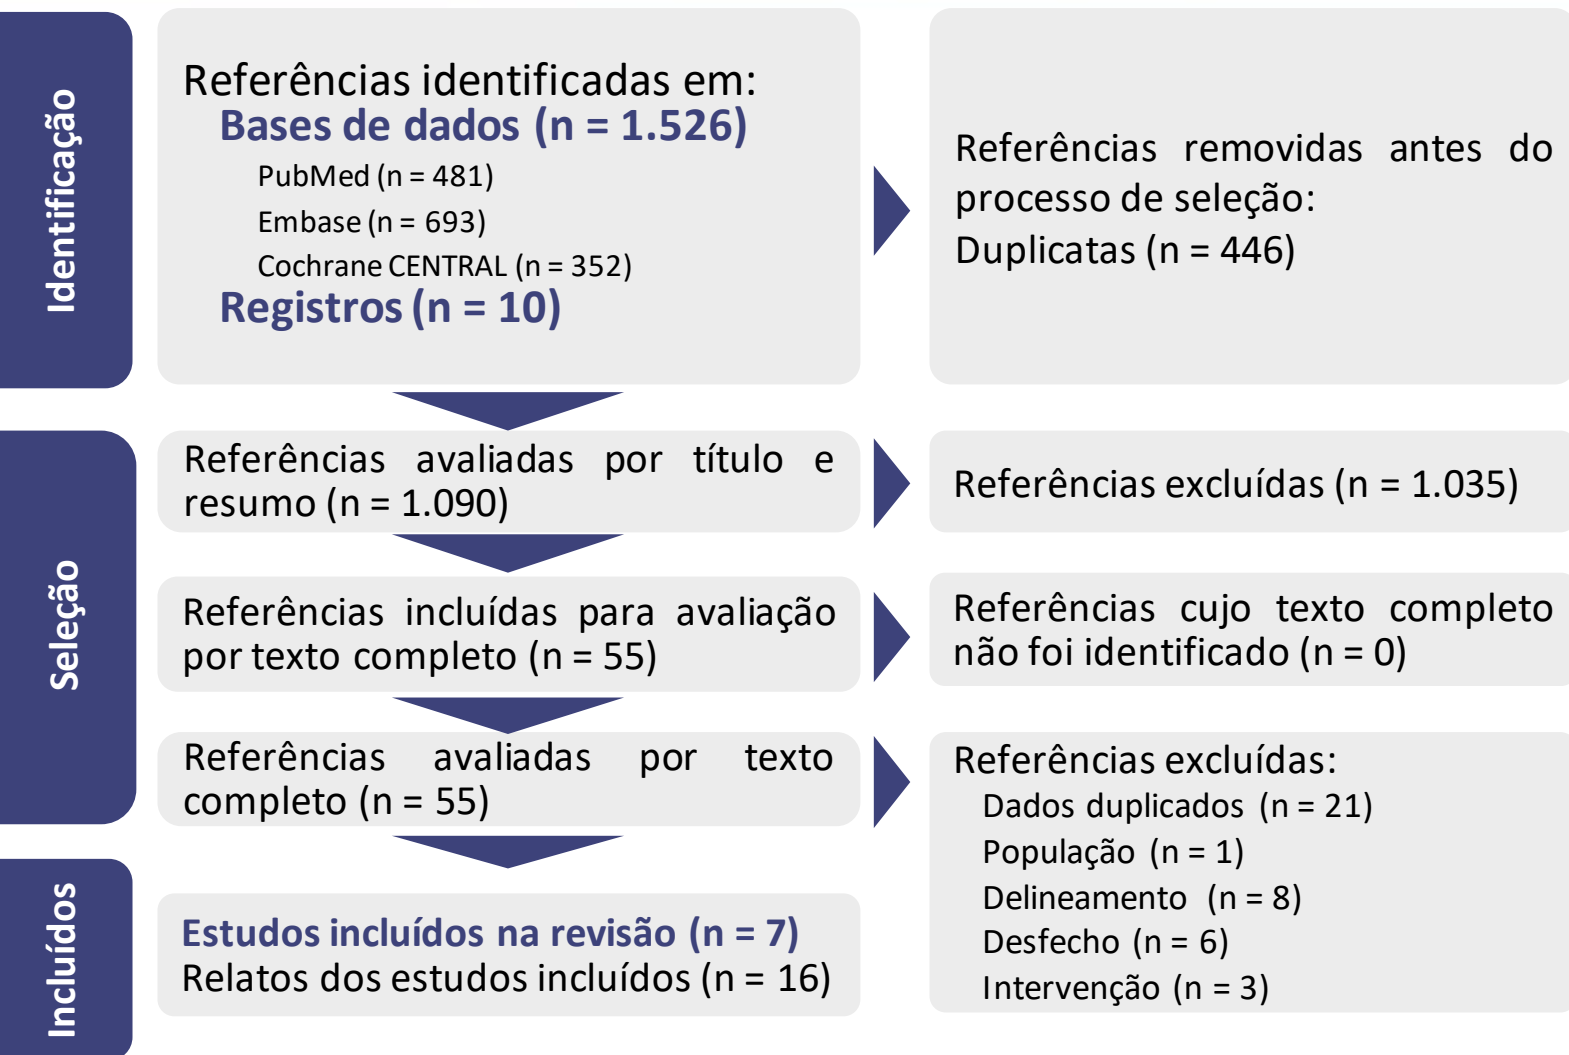 Identificação
Referências identificadas em:
Bases de dados (n = 1.526)
PubMed (n = 481)
Embase (n = 693)
Cochrane CENTRAL (n = 352)
Registros (n = 10)
Referências removidas antes do
processo de seleção:
Duplicatas (n = 446)
Seleção
Referências avaliadas por título e
resumo (n = 1.090)
Referências excluídas (n = 1.035)
Referências incluídas para avaliação
por texto completo (n = 55)
Referências cujo texto completo
não foi identificado (n = 0)
Referências avaliadas por texto
completo (n = 55)
Referências excluídas:
Dados duplicados (n = 21)
População (n = 1)
Delineamento (n = 8)
Desfecho (n = 6)
Intervenção (n = 3)
Incluídos
Estudos incluídos na revisão (n = 7)
Relatos dos estudos incluídos (n = 16)